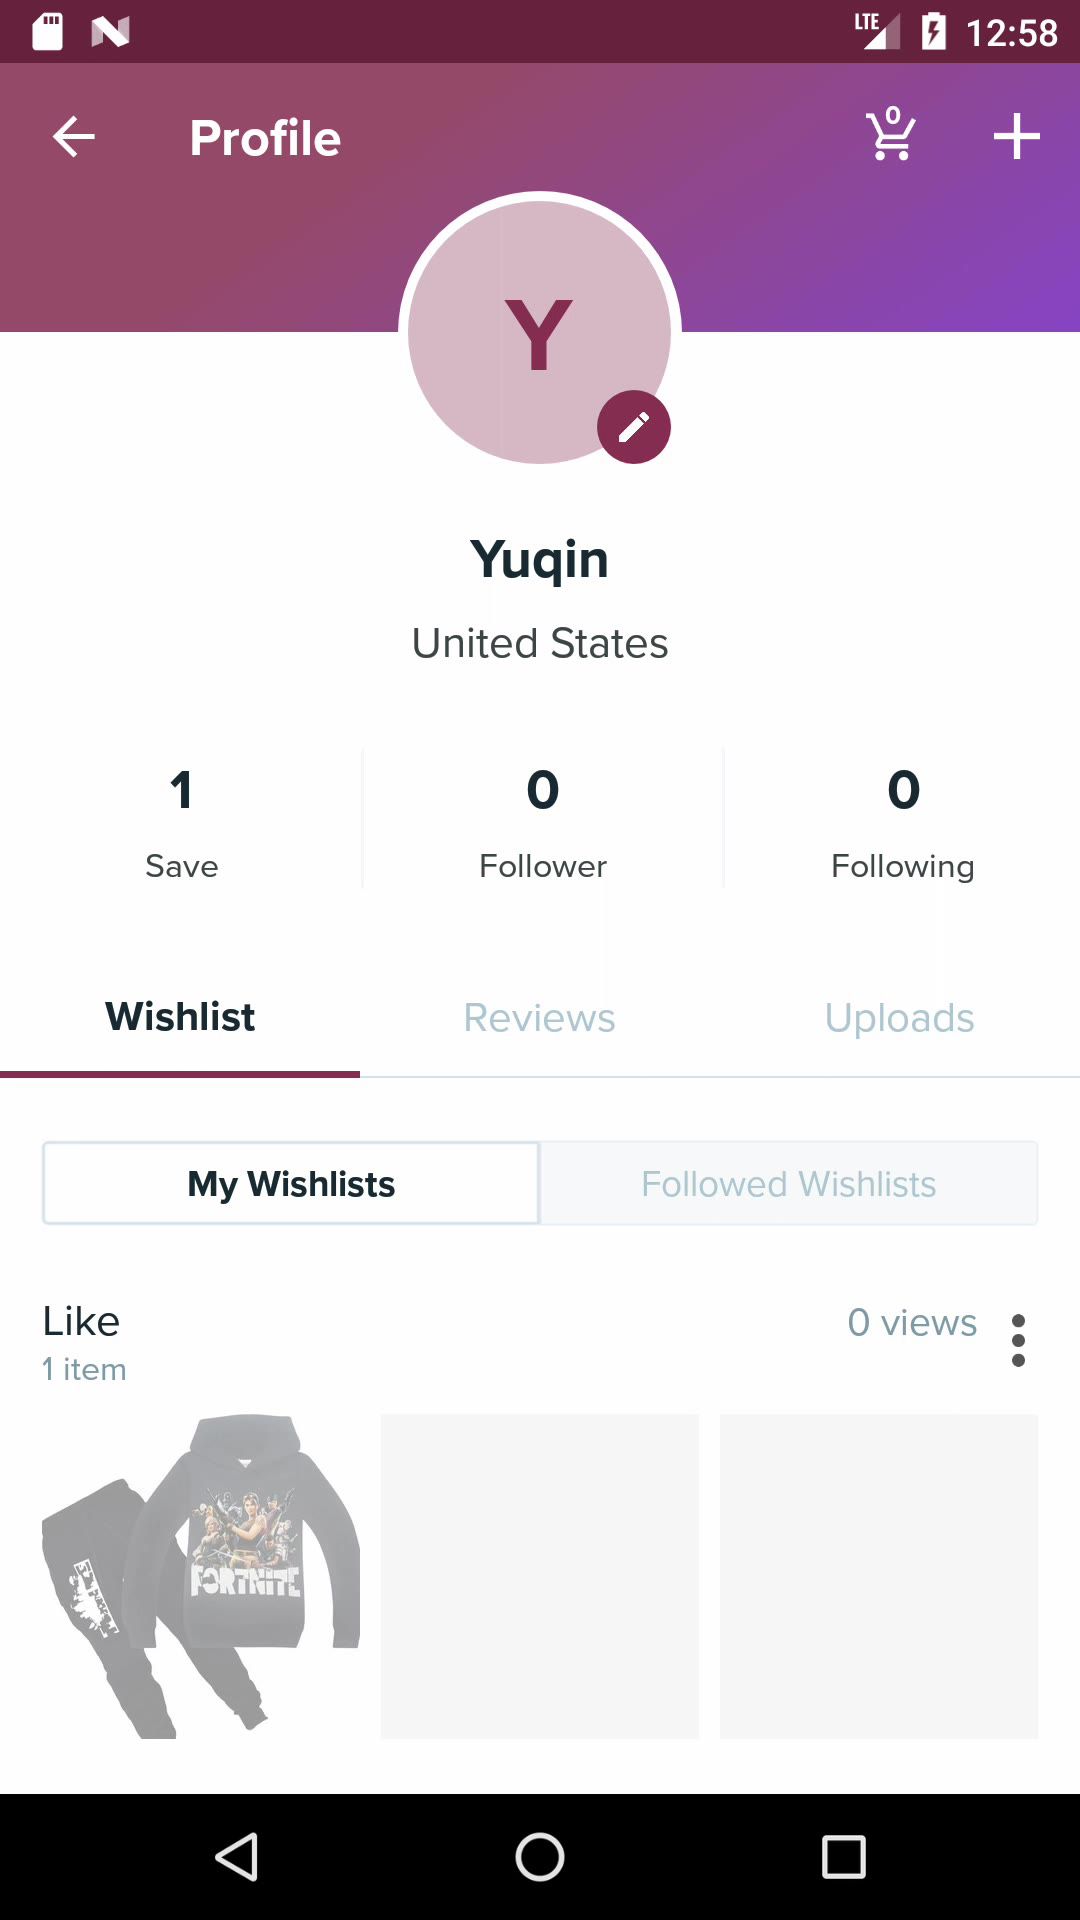 LTE 12:58
Profile 0
Y
Yuqin
United States
1 0 0
Save Follower Following
Wishlist Reviews Uploads
My Wishlists Followed Wishlists
Like 0 views
1 item
FORTNITE